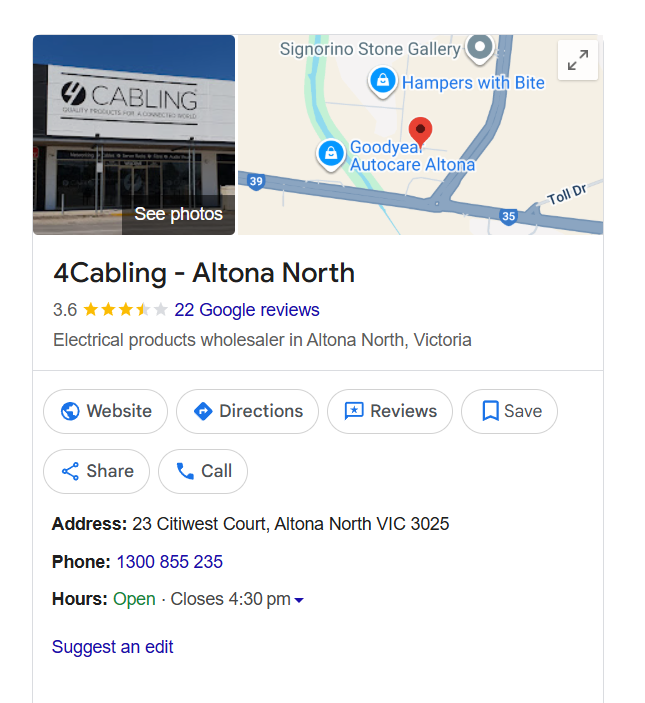 4CABLING
QUALITY PRODUCTS FOR A CONNECTED WORLD
See photos
Signorino Stone Gallery
Hampers with Bite
Goodyear
Autocare Altona
39
35
Toll Dr
4Cabling - Altona North
3.6 22 Google reviews
Electrical products wholesaler in Altona North, Victoria
Website Directions Reviews Save
Share Call
Address: 23 Citiwest Court, Altona North VIC 3025
Phone: 1300 855 235
Hours: Open · Closes 4:30 pm
Suggest an edit